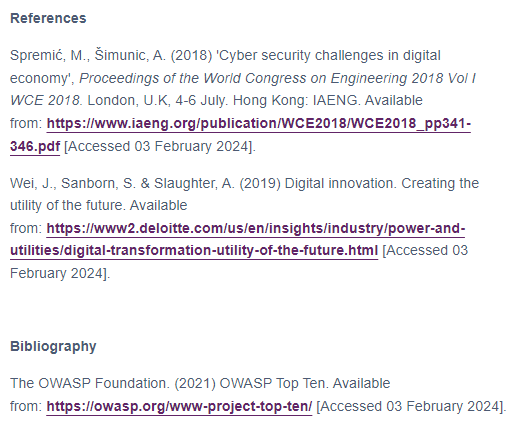 References
Spremić, M., Šimunic, A. (2018) 'Cyber security challenges in digital
economy', Proceedings of the World Congress on Engineering 2018 Vol I
WCE 2018. London, U.K, 4-6 July. Hong Kong: IAENG. Available
from: https://www.iaeng.org/publication/WCE2018/WCE2018_pp341-
346.pdf [Accessed 03 February 2024].
Wei, J., Sanborn, S. & Slaughter, A. (2019) Digital innovation. Creating the
utility of the future. Available
from: https://www2.deloitte.com/us/en/insights/industry/power-and-
utilities/digital-transformation-utility-of-the-future.html [Accessed 03
February 2024].
Bibliography
The OWASP Foundation. (2021) OWASP Top Ten. Available
from: https://owasp.org/www-project-top-ten/ [Accessed 03 February 2024].